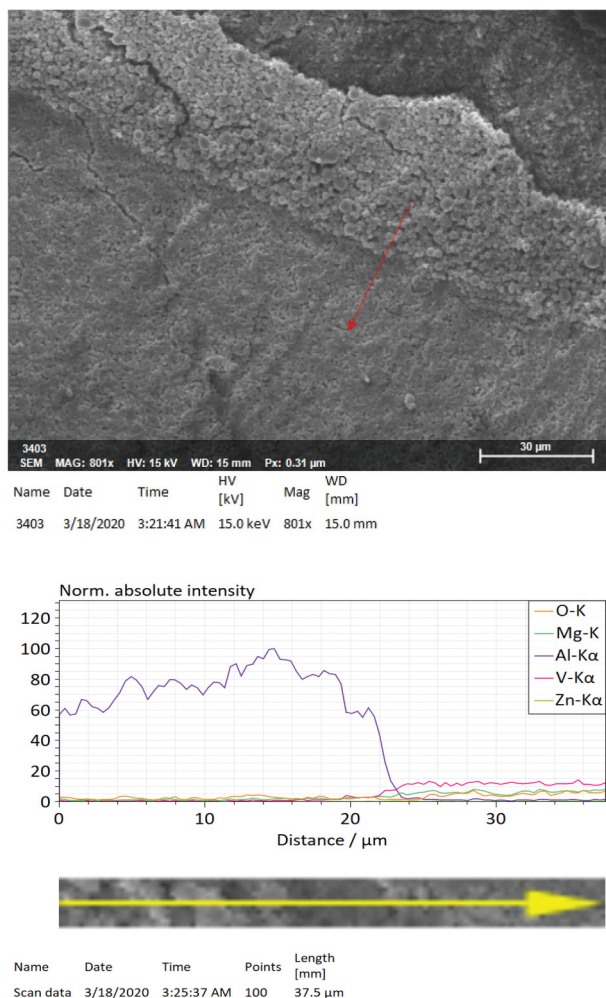 3403
30 µm
SEM MAG: 801x HV: 15 kV WD: 15 mm Px: 0.31 µm
Name Date Time HV [kV] Mag WD [mm]
3403 3/18/2020 3:21:41 AM 15.0 keV 801x 15.0 mm
Norm. absolute intensity
120
100
80
60
40
20
0
O-K
Mg-K
Al-Kα
V-Kα
Zn-Kα
0 10 20 30
Distance / µm
Name Date Time Points Length [mm]
Scan data 3/18/2020 3:25:37 AM 100 37.5 µm